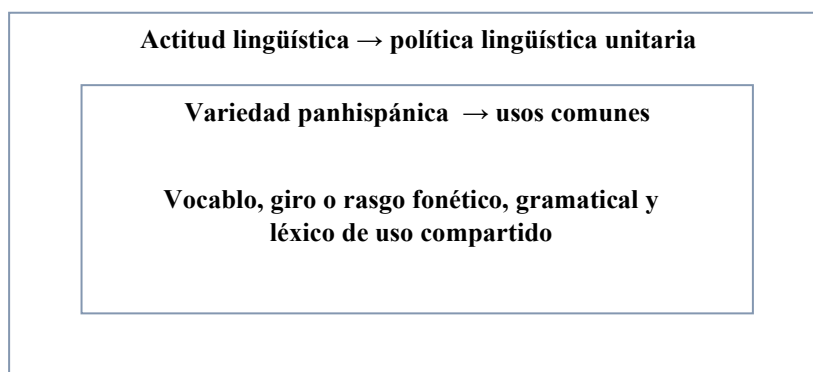 Actitud lingüística → política lingüística unitaria
Variedad panhispánica → usos comunes
Vocablo, giro o rasgo fonético, gramatical y
léxico de uso compartido